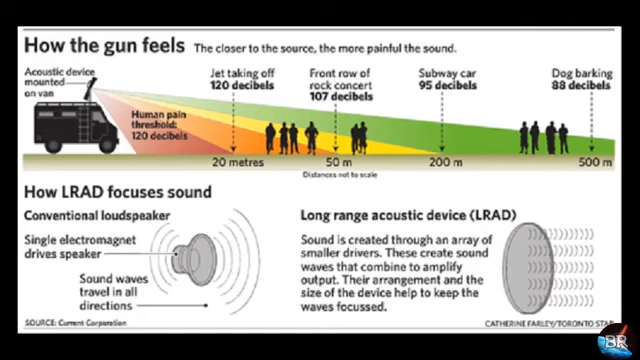 How the gun feels The closer to the source, the more painful the sound.
Acoustic device
mounted
on van
Jet taking off
120 decibels
Front row of
rock concert
107 decibels
Subway car
95 decibels
Dog barking
88 decibels
Human pain
threshold:
120 decibels
20 metres
50 m
200 m
500 m
Distances not to scale
How LRAD focuses sound
Conventional loudspeaker
Single electromagnet
drives speaker
Sound waves
travel in all
directions
Long range acoustic device (LRAD)
Sound is created through an array of
smaller drivers. These create sound
waves that combine to amplify
output. Their arrangement and the
size of the device help to keep the
waves focussed.
SOURCE: Current Corporation
CATHERINE FARLEY/TORONTO STAR
BR